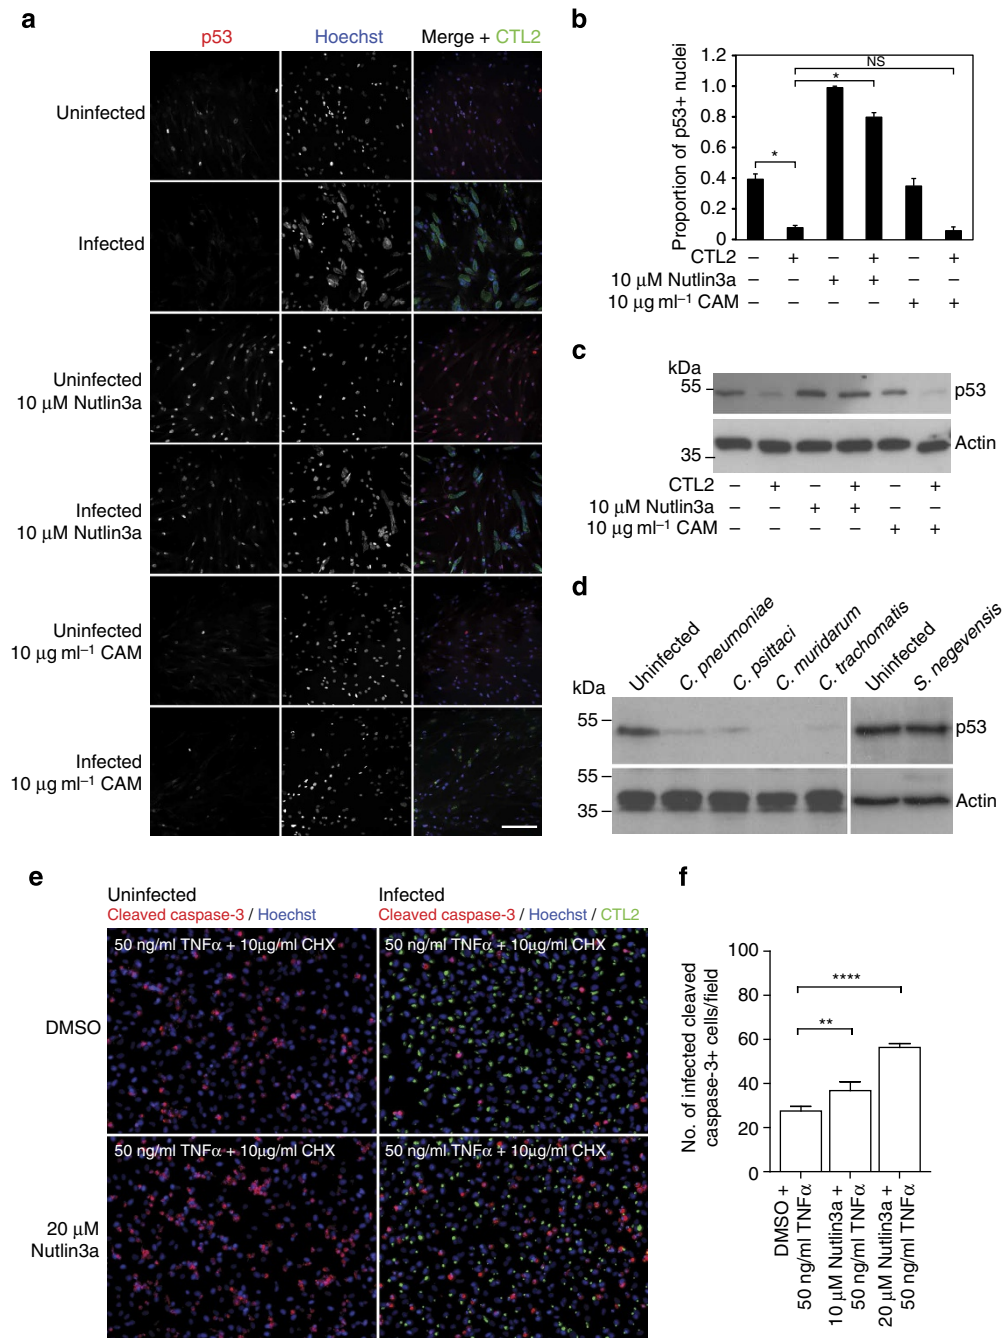 a
p53 Hoechst Merge + CTL2
Uninfected
Infected
Uninfected
10 μM Nutlin3a
Infected
10 μM Nutlin3a
Uninfected
10 μg ml⁻¹ CAM
Infected
10 μg ml⁻¹ CAM
b
Proportion of p53+ nuclei
1.2
1.0
0.8
0.6
0.4
0.2
0
* * NS
CTL2 – + – + – +
10 μM Nutlin3a – – + + – –
10 μg ml⁻¹ CAM – – – – + +
c
kDa
55
p53
35
Actin
CTL2 – + – + – +
10 μM Nutlin3a – – + + – –
10 μg ml⁻¹ CAM – – – – + +
d
Uninfected C. pneumoniae C. psittaci C. muridarum C. trachomatis Uninfected S. negevensis
kDa
55
p53
55
35
Actin
e
Uninfected
Cleaved caspase-3 / Hoechst
Infected
Cleaved caspase-3 / Hoechst / CTL2
DMSO
50 ng/ml TNFα + 10μg/ml CHX
50 ng/ml TNFα + 10μg/ml CHX
20 μM
Nutlin3a
50 ng/ml TNFα + 10μg/ml CHX
50 ng/ml TNFα + 10μg/ml CHX
f
No. of infected cleaved
caspase-3+ cells/field
100
80
60
40
20
0
****
**
DMSO +
50 ng/ml TNFα
10 μM Nutlin3a +
50 ng/ml TNFα
20 μM Nutlin3a +
50 ng/ml TNFα